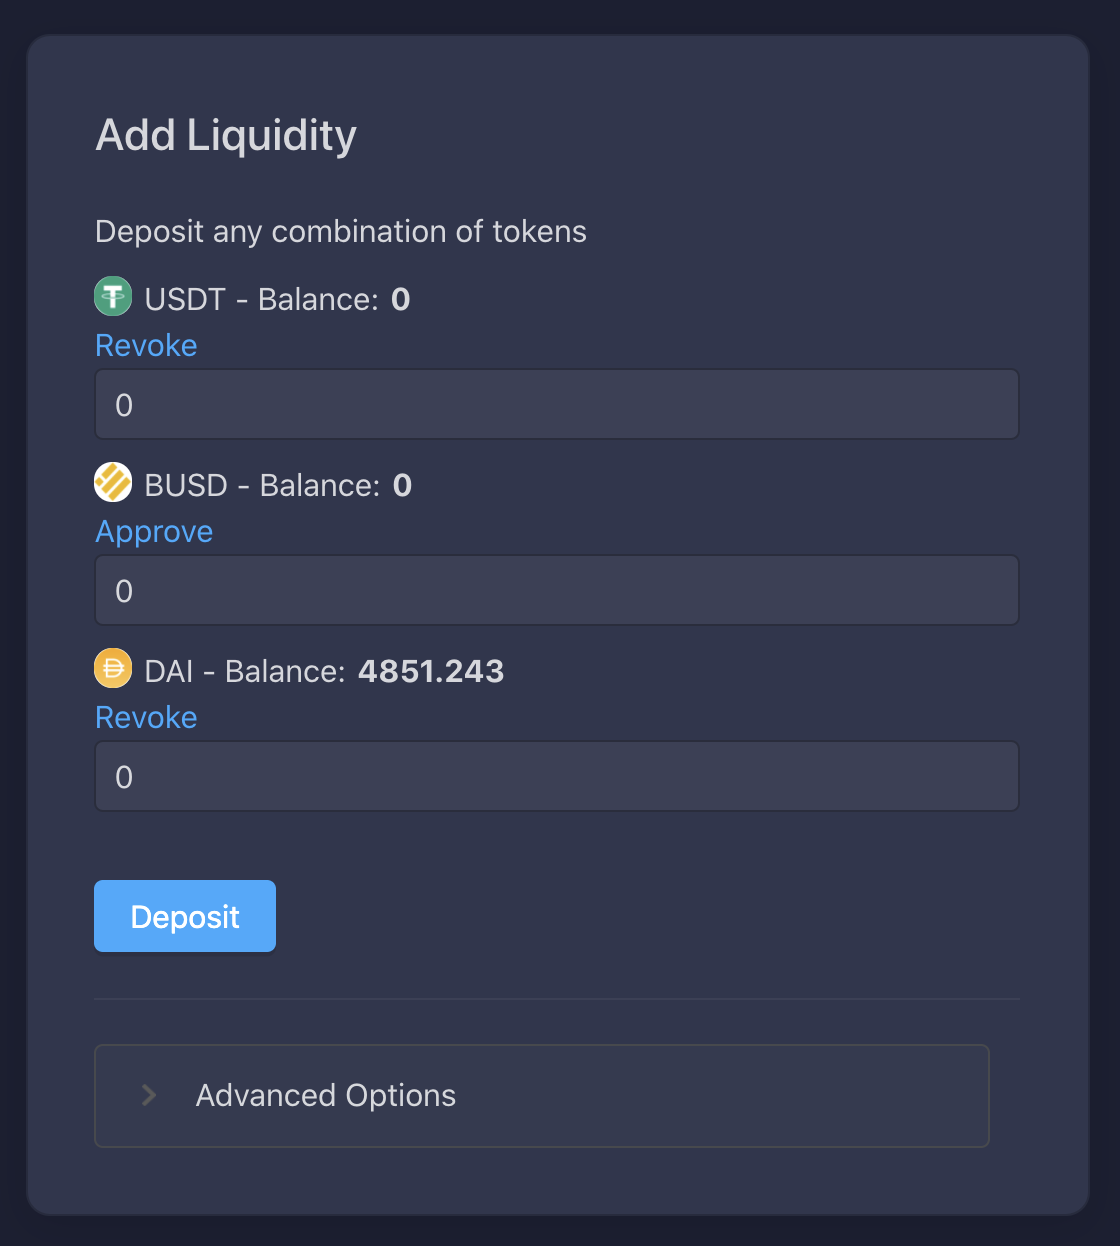 Add Liquidity
Deposit any combination of tokens
USDT - Balance: 0
Revoke
0
BUSD - Balance: 0
Approve
0
DAI - Balance: 4851.243
Revoke
0
Deposit
Advanced Options